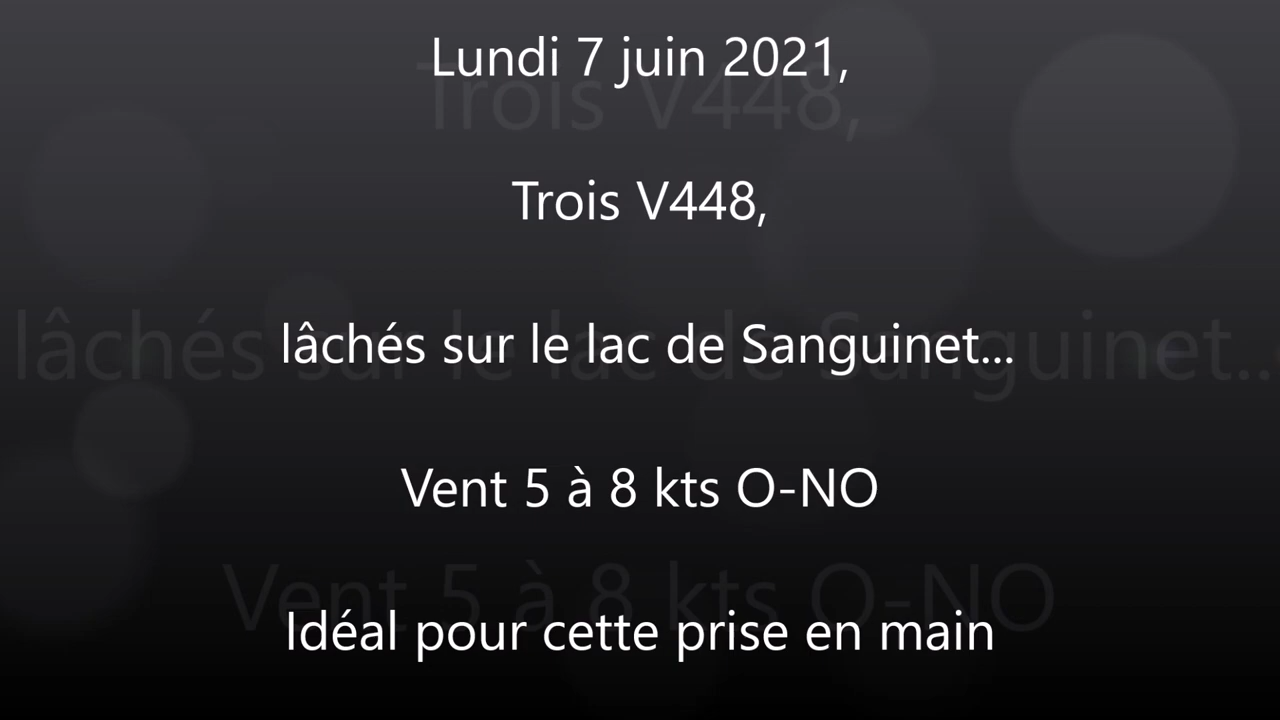 Lundi 7 juin 2021,
Trois V448,
lâchés sur le lac de Sanguinet...
Vent 5 à 8 kts O-NO
Idéal pour cette prise en main